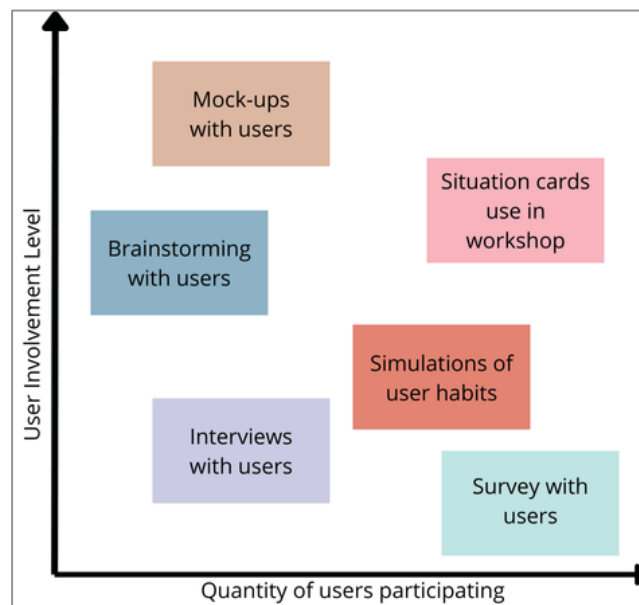 Mock-ups
with users
Situation cards
use in
workshop
Brainstorming
with users
Simulations of
user habits
Interviews
with users
Survey with
users
User Involvement Level
Quantity of users participating